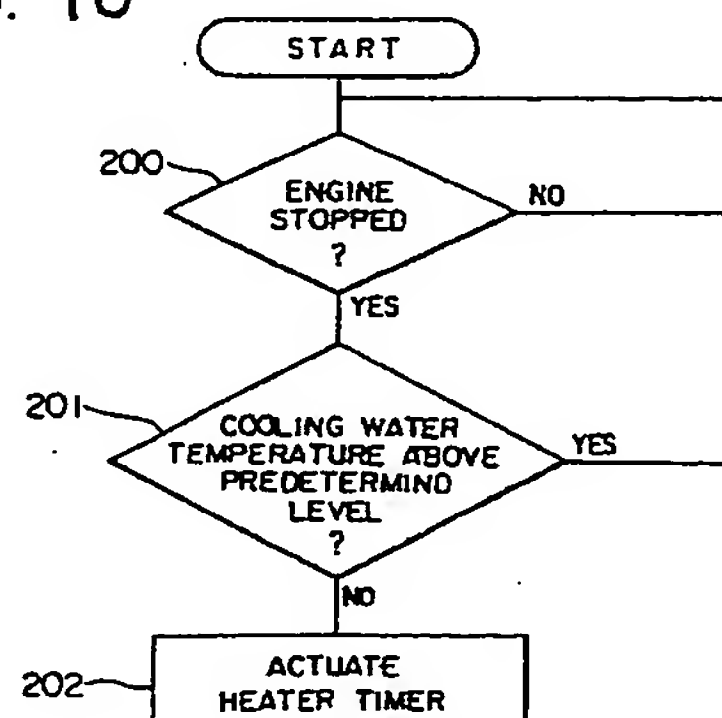 START
200
ENGINE
STOPPED
?
NO
YES
201
COOLING WATER
TEMPERATURE ABOVE
PREDETERMIND
LEVEL
?
YES
NO
202
ACTUATE
HEATER TIMER